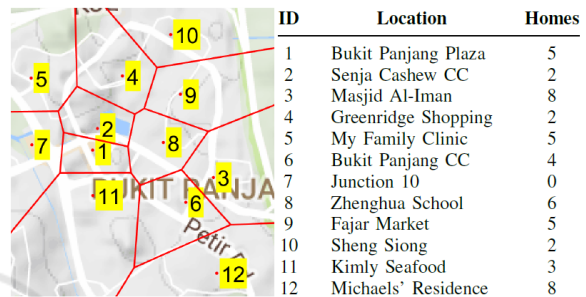 ID Location Homes
1 Bukit Panjang Plaza 5
2 Senja Cashew CC 2
3 Masjid Al-Iman 8
4 Greenridge Shopping 2
5 My Family Clinic 5
6 Bukit Panjang CC 4
7 Junction 10 0
8 Zhenghua School 6
9 Fajar Market 5
10 Sheng Siong 2
11 Kimly Seafood 3
12 Michaels' Residence 8
10
4
5
9
2
7
1
8
3
11
6
12
Petir